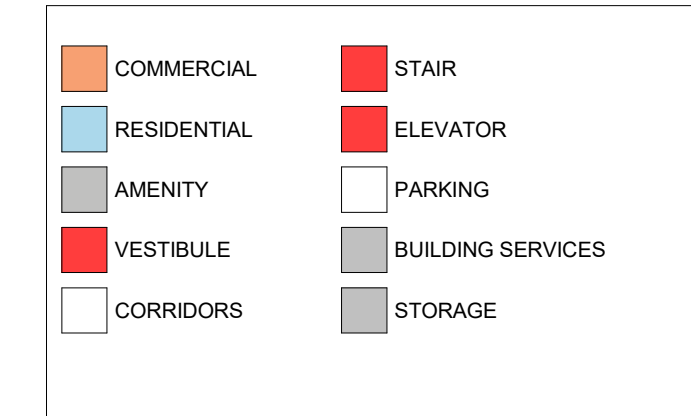 COMMERCIAL
RESIDENTIAL
AMENITY
VESTIBULE
CORRIDORS
STAIR
ELEVATOR
PARKING
BUILDING SERVICES
STORAGE